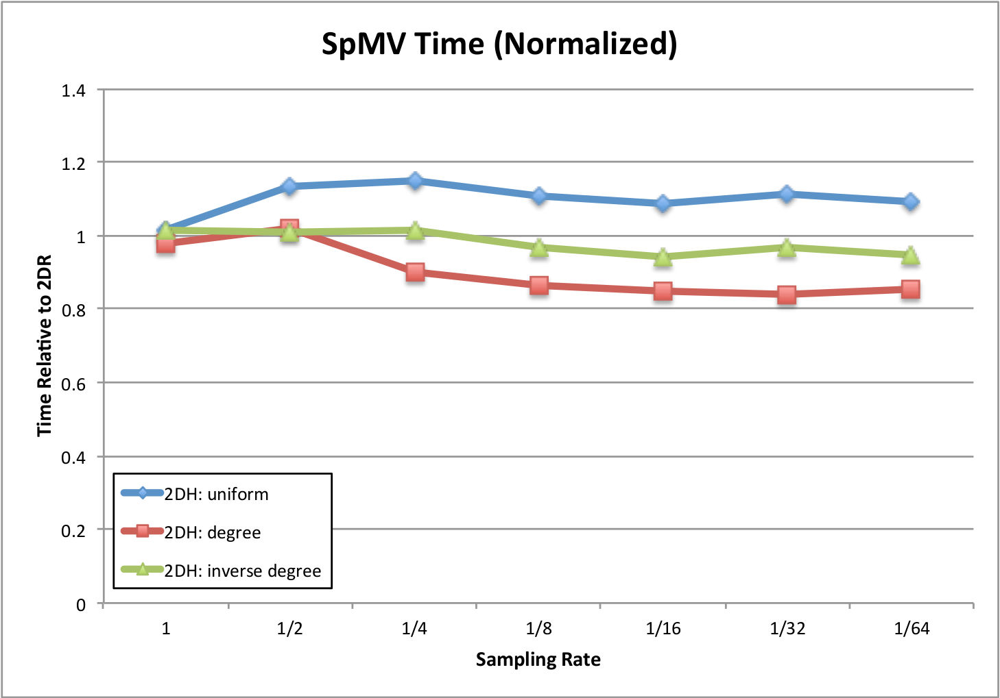 SpMV Time (Normalized)
1.4
1.2
1
0.8
0.6
0.4
0.2
0
Time Relative to 2DR
2DH: uniform
2DH: degree
2DH: inverse degree
1 1/2 1/4 1/8 1/16 1/32 1/64
Sampling Rate